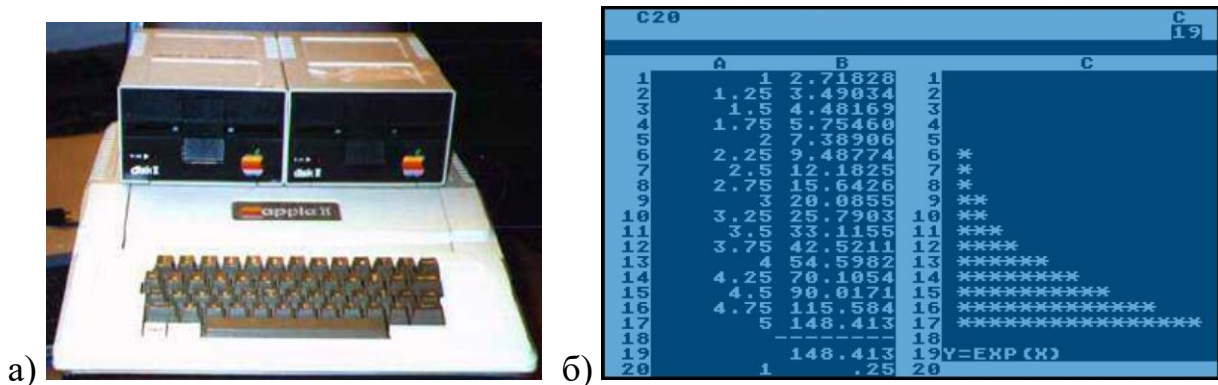 disk II
disk II
apple II
а)
C20 C
19
A B C
1 1 2.71828 1
2 1.25 3.49034 2
3 1.5 4.48169 3
4 1.75 5.75460 4
5 2 7.38906 5
6 2.25 9.48774 6 *
7 2.5 12.1825 7 *
8 2.75 15.6426 8 *
9 3 20.0855 9 **
10 3.25 25.7903 10 **
11 3.5 33.1155 11 ***
12 3.75 42.5211 12 ****
13 4 54.5982 13 ******
14 4.25 70.1054 14 ********
15 4.5 90.0171 15 **********
16 4.75 115.584 16 *************
17 5 148.413 17 ****************
18 -------- 18
19 148.413 19 Y=EXP(X)
20 1 .25 20
б)